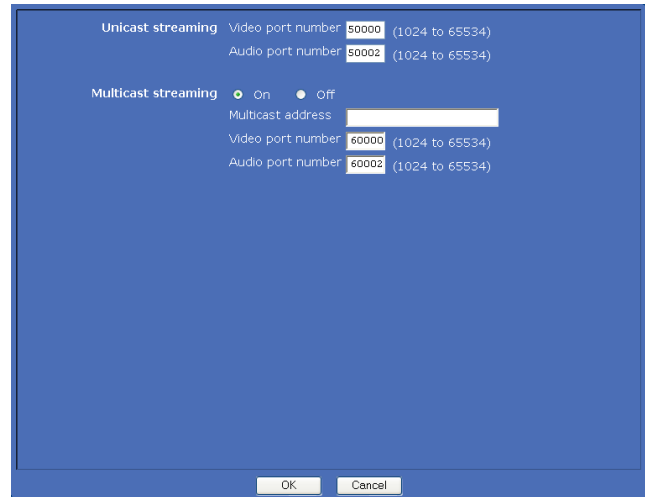 Unicast streaming Video port number 50000 (1024 to 65534)
Audio port number 50002 (1024 to 65534)
Multicast streaming On Off
Multicast address
Video port number 60000 (1024 to 65534)
Audio port number 60002 (1024 to 65534)
OK Cancel